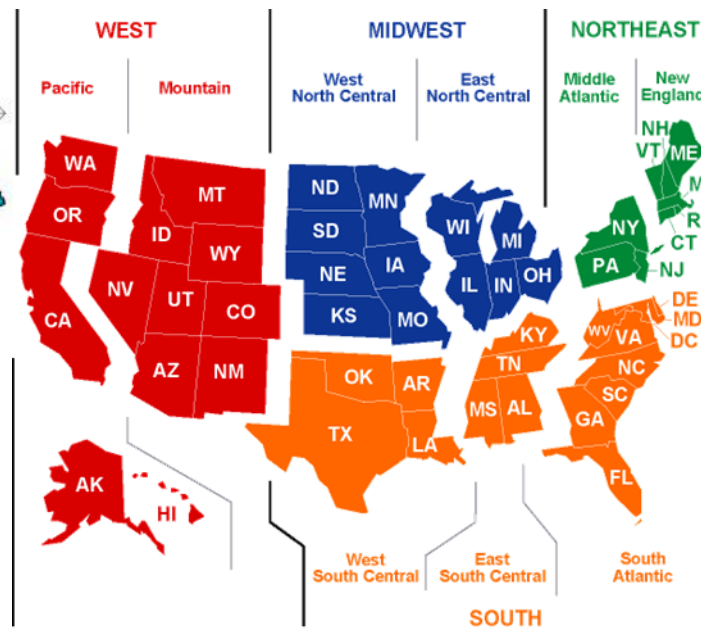 WEST
MIDWEST
NORTHEAST
Pacific
Mountain
West
North Central
East
North Central
Middle
Atlantic
New
England
WA
OR
CA
MT
ID
WY
NV
UT
CO
AZ
NM
AK
HI
ND
MN
SD
NE
IA
KS
MO
WI
MI
IL
IN
OH
NH
VT
ME
M
R
CT
NY
PA
NJ
OK
AR
TX
LA
KY
TN
MS
AL
DE
MD
DC
WV
VA
NC
SC
GA
FL
West
South Central
East
South Central
South
Atlantic
SOUTH